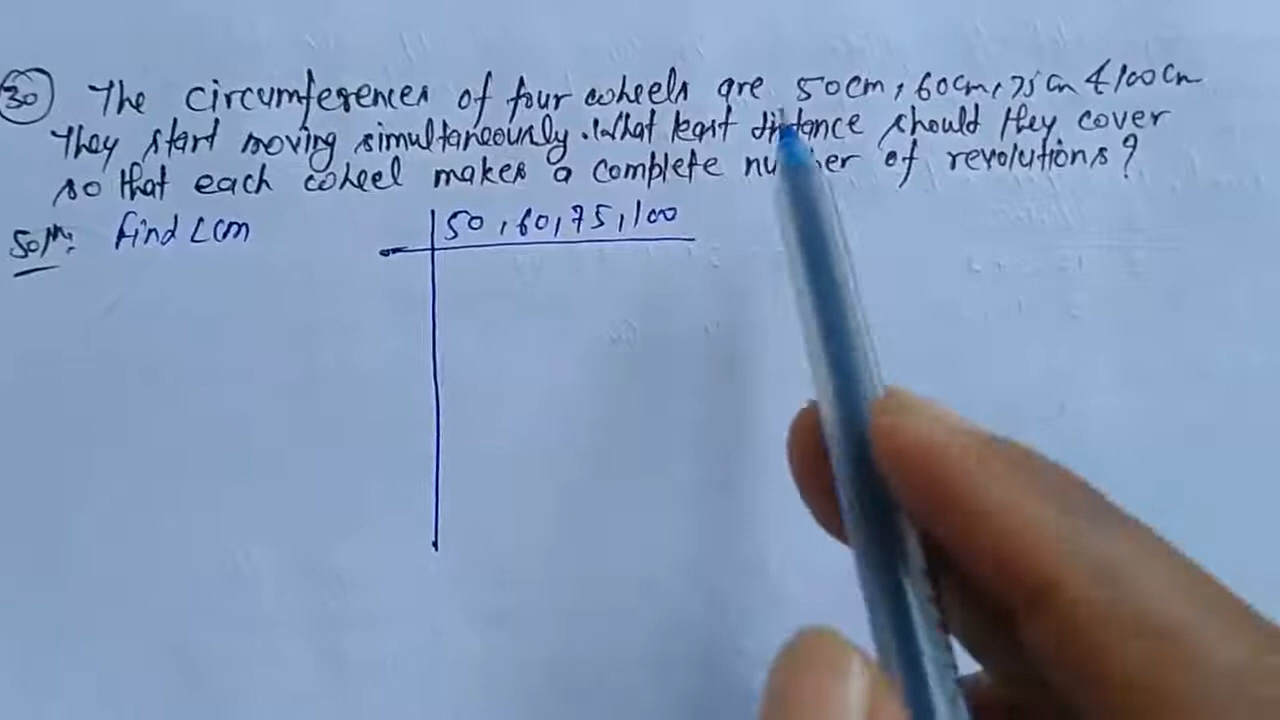 30 The circumferences of four wheels are 50cm, 60cm, 75cm & 100cm
They start moving simultaneously. What least distance should they cover
so that each wheel makes a complete number of revolutions?
Soln: find LCM
50, 60, 75, 100